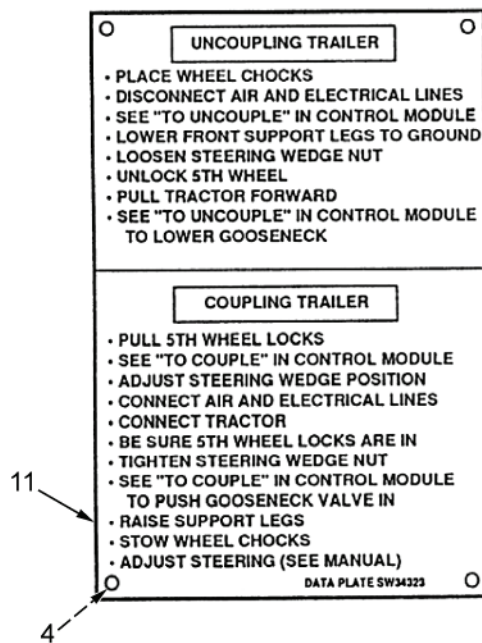 UNCOUPLING TRAILER
• PLACE WHEEL CHOCKS
• DISCONNECT AIR AND ELECTRICAL LINES
• SEE "TO UNCOUPLE" IN CONTROL MODULE
• LOWER FRONT SUPPORT LEGS TO GROUND
• LOOSEN STEERING WEDGE NUT
• UNLOCK 5TH WHEEL
• PULL TRACTOR FORWARD
• SEE "TO UNCOUPLE" IN CONTROL MODULE
TO LOWER GOOSENECK
COUPLING TRAILER
• PULL 5TH WHEEL LOCKS
• SEE "TO COUPLE" IN CONTROL MODULE
• ADJUST STEERING WEDGE POSITION
• CONNECT AIR AND ELECTRICAL LINES
• CONNECT TRACTOR
• BE SURE 5TH WHEEL LOCKS ARE IN
• TIGHTEN STEERING WEDGE NUT
• SEE "TO COUPLE" IN CONTROL MODULE
TO PUSH GOOSENECK VALVE IN
• RAISE SUPPORT LEGS
• STOW WHEEL CHOCKS
• ADJUST STEERING (SEE MANUAL)
DATA PLATE SW34323
11
4